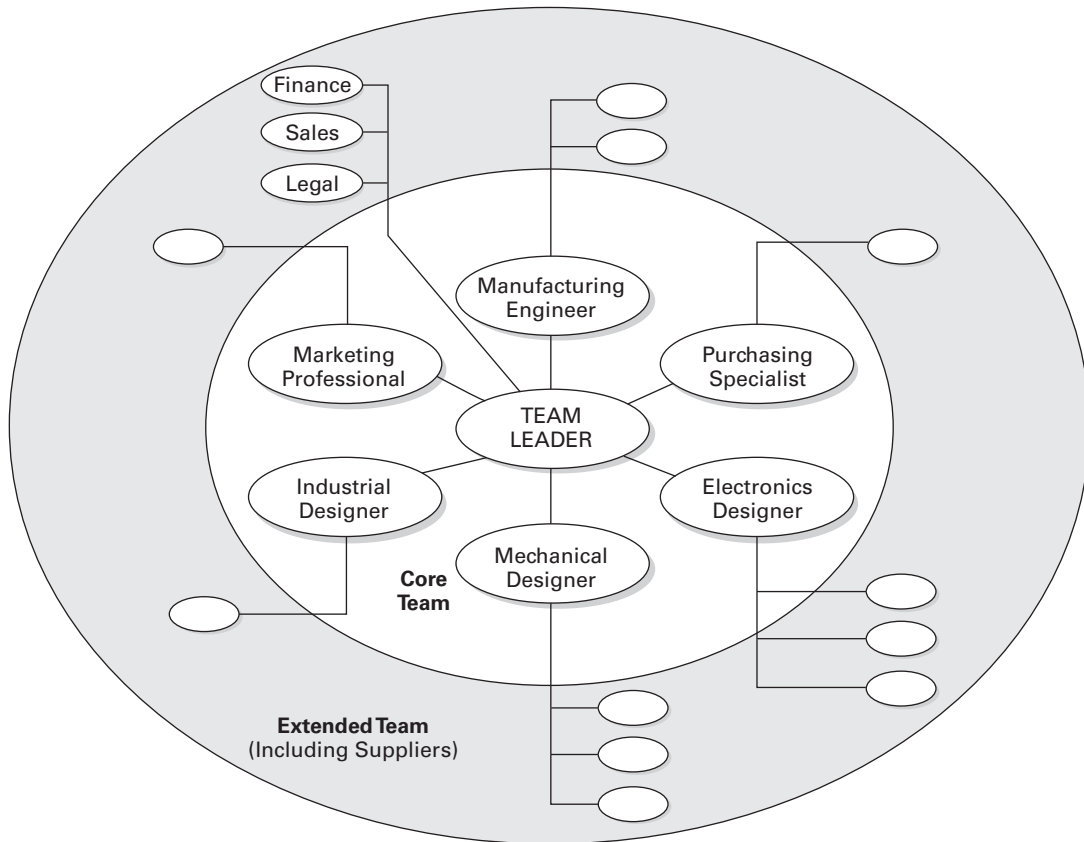 Finance
Sales
Legal
Manufacturing
Engineer
Marketing
Professional
Purchasing
Specialist
TEAM
LEADER
Industrial
Designer
Electronics
Designer
Mechanical
Designer
Core
Team
Extended Team
(Including Suppliers)